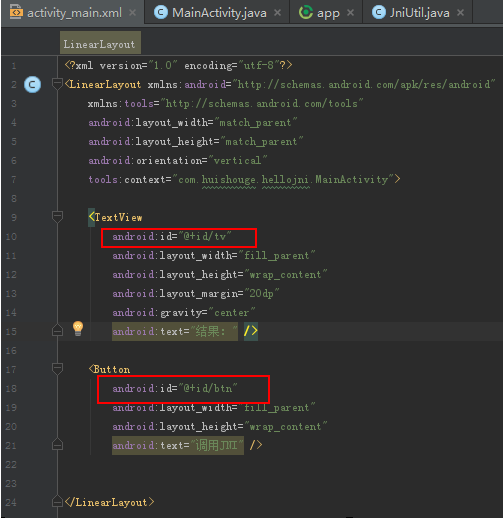 activity_main.xml × MainActivity.java × app × JniUtil.java ×
LinearLayout
1 <?xml version="1.0" encoding="utf-8"?>
2 <LinearLayout xmlns:android="http://schemas.android.com/apk/res/android"
3 xmlns:tools="http://schemas.android.com/tools"
4 android:layout_width="match_parent"
5 android:layout_height="match_parent"
6 android:orientation="vertical"
7 tools:context="com.huishouge.hellojni.MainActivity">
8
9 <TextView
10 android:id="@+id/tv"
11 android:layout_width="fill_parent"
12 android:layout_height="wrap_content"
13 android:layout_margin="20dp"
14 android:gravity="center"
15 android:text="结果：" />
16
17 <Button
18 android:id="@+id/btn"
19 android:layout_width="fill_parent"
20 android:layout_height="wrap_content"
21 android:text="调用JNI" />
22
23
24 </LinearLayout>